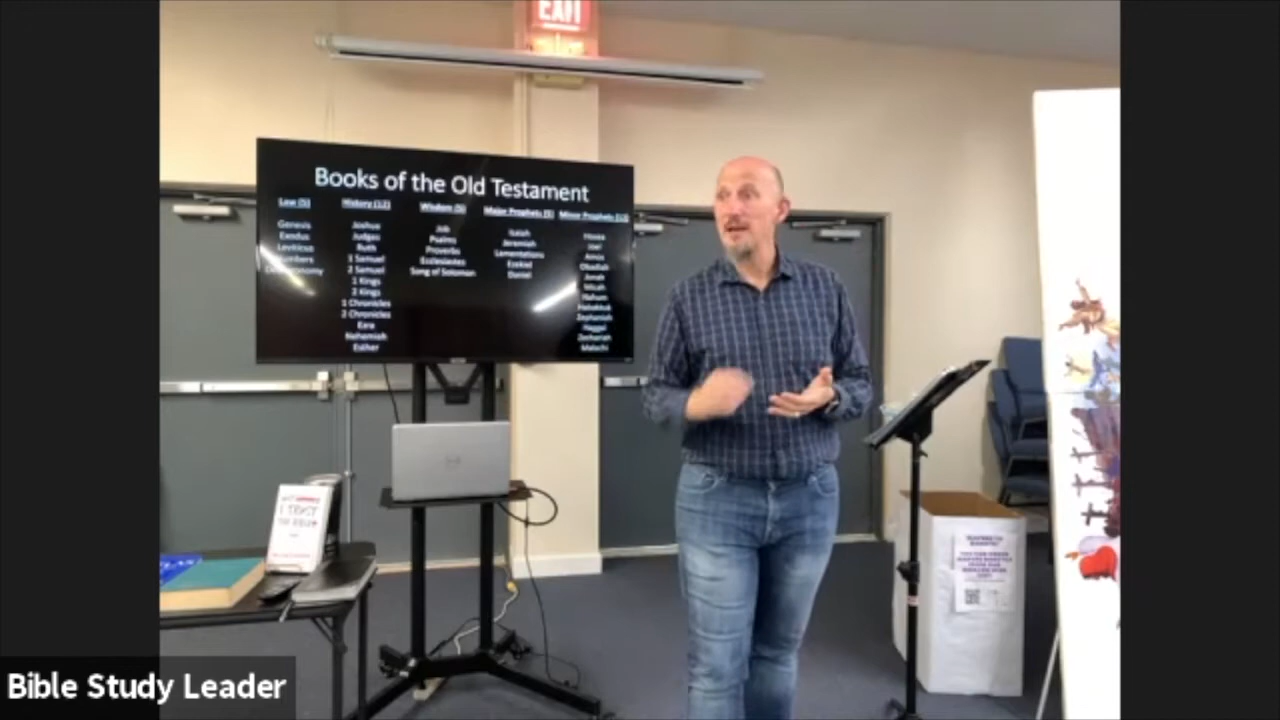 EXIT
Books of the Old Testament
Law (5)
Genesis
Exodus
Leviticus
Numbers
Deuteronomy
History (12)
Joshua
Judges
Ruth
1 Samuel
2 Samuel
1 Kings
2 Kings
1 Chronicles
2 Chronicles
Ezra
Nehemiah
Esther
Wisdom (5)
Job
Psalms
Proverbs
Ecclesiastes
Song of Solomon
Major Prophets (5)
Isaiah
Jeremiah
Lamentations
Ezekiel
Daniel
Minor Prophets (12)
Hosea
Joel
Amos
Obadiah
Jonah
Micah
Nahum
Habakkuk
Zephaniah
Haggai
Zechariah
Malachi
I TRUST
THE BIBLE?
Bible Study Leader